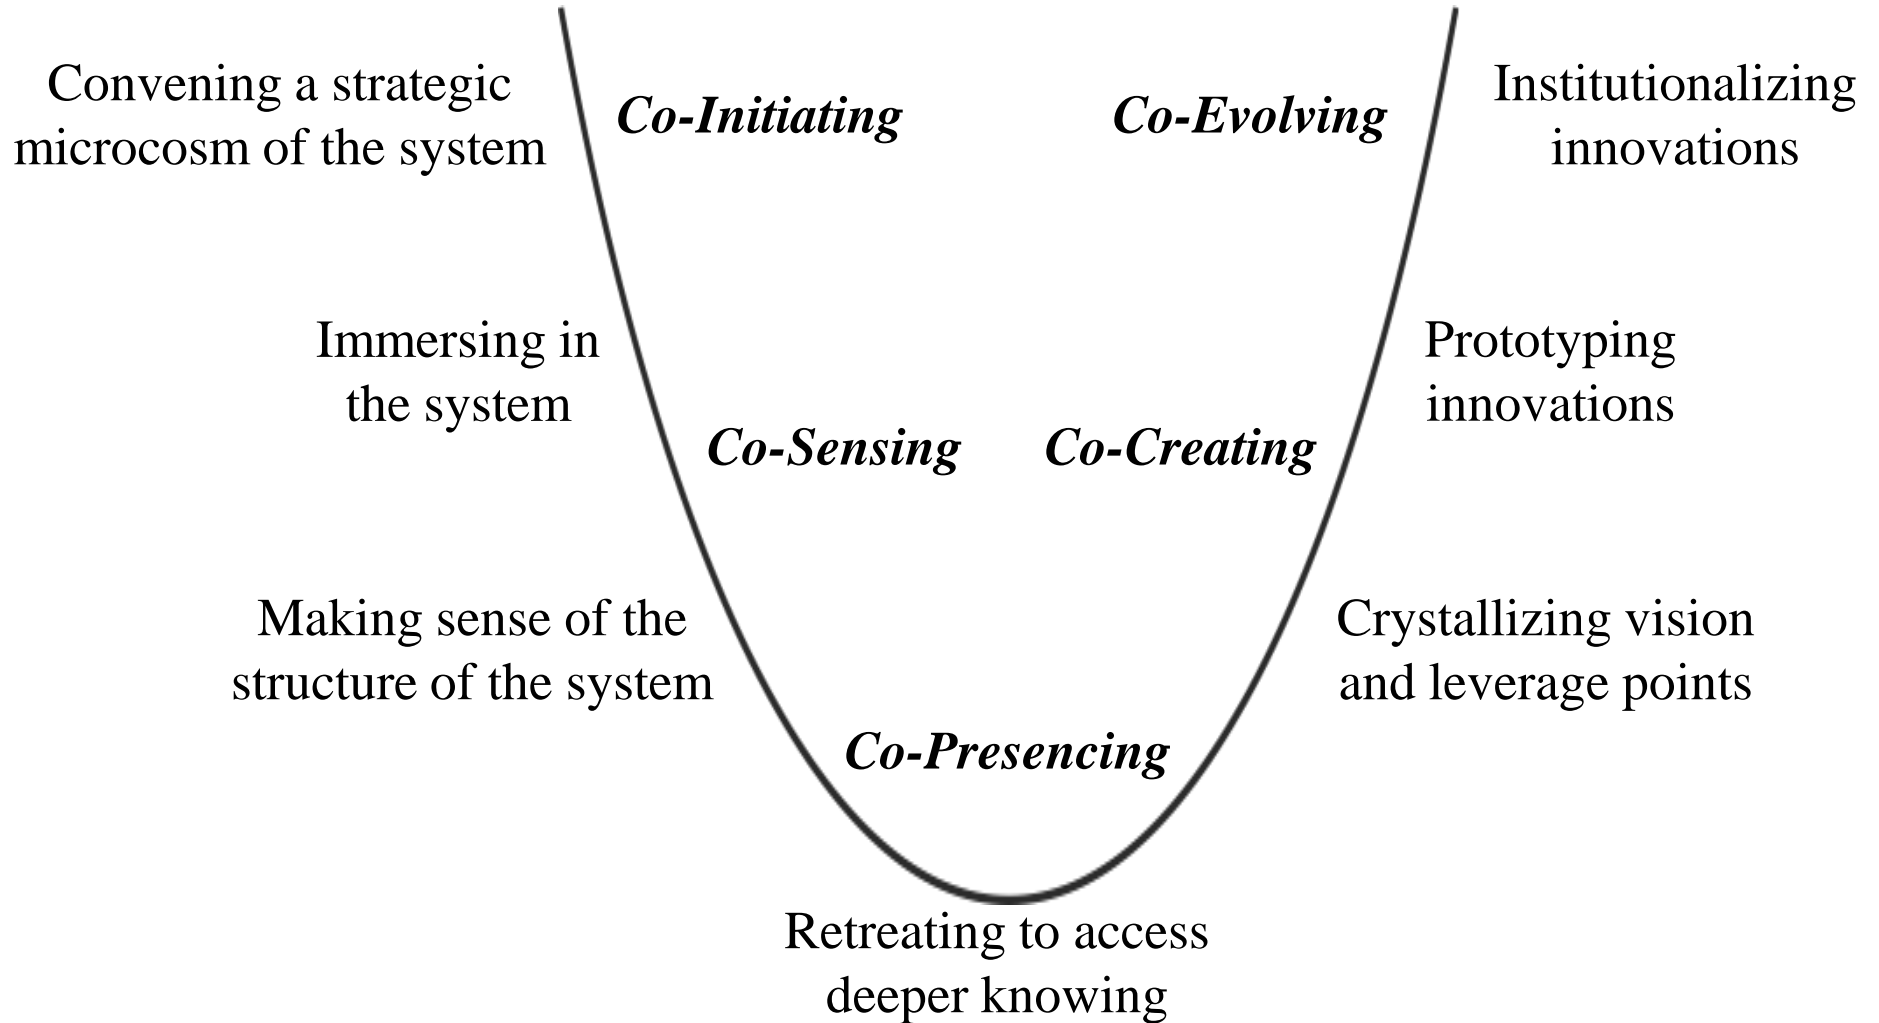 Convening a strategic
microcosm of the system
Co-Initiating
Co-Evolving
Institutionalizing
innovations
Immersing in
the system
Co-Sensing
Co-Creating
Prototyping
innovations
Making sense of the
structure of the system
Crystallizing vision
and leverage points
Co-Presencing
Retreating to access
deeper knowing